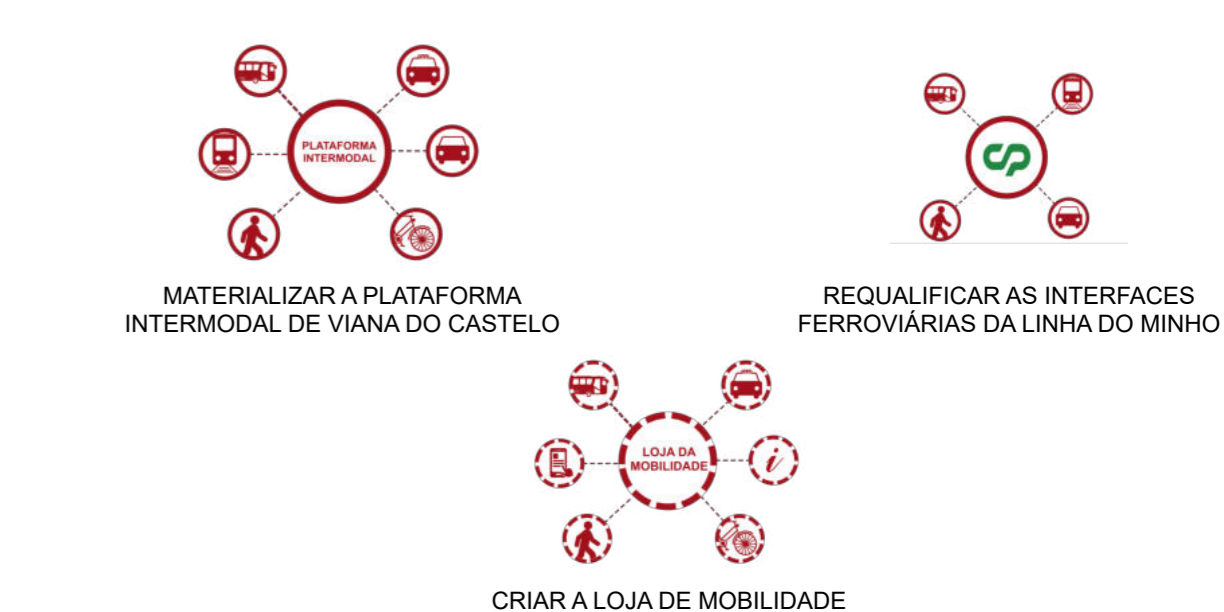 PLATAFORMA
INTERMODAL
cp
MATERIALIZAR A PLATAFORMA
INTERMODAL DE VIANA DO CASTELO
REQUALIFICAR AS INTERFACES
FERROVIÁRIAS DA LINHA DO MINHO
LOJA DA
MOBILIDADE
i
CRIAR A LOJA DE MOBILIDADE